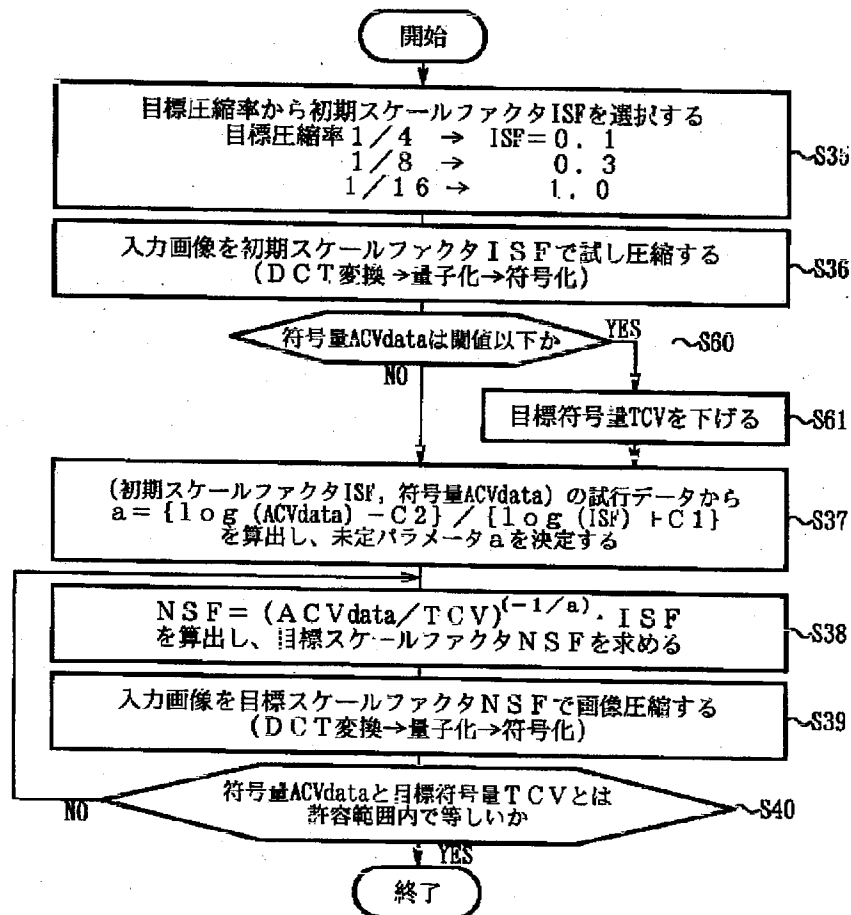 開始
目標圧縮率から初期スケールファクタISFを選択する
目標圧縮率 1/4 → ISF=0.1
1/8 → 0.3
1/16 → 1.0
~S35
入力画像を初期スケールファクタISFで試し圧縮する
(DCT変換→量子化→符号化)
~S36
符号量ACVdataは閾値以下か
YES
~S60
NO
目標符号量TCVを下げる
~S61
(初期スケールファクタISF, 符号量ACVdata) の試行データから
a={log (ACVdata) -C2} / {log (ISF) +C1}
を算出し、未定パラメータaを決定する
~S37
NSF=(ACVdata/TCV)^(-1/a)・ISF
を算出し、目標スケールファクタNSFを求める
~S38
入力画像を目標スケールファクタNSFで画像圧縮する
(DCT変換→量子化→符号化)
~S39
符号量ACVdataと目標符号量TCVとは
許容範囲内で等しいか
NO
~S40
YES
終了